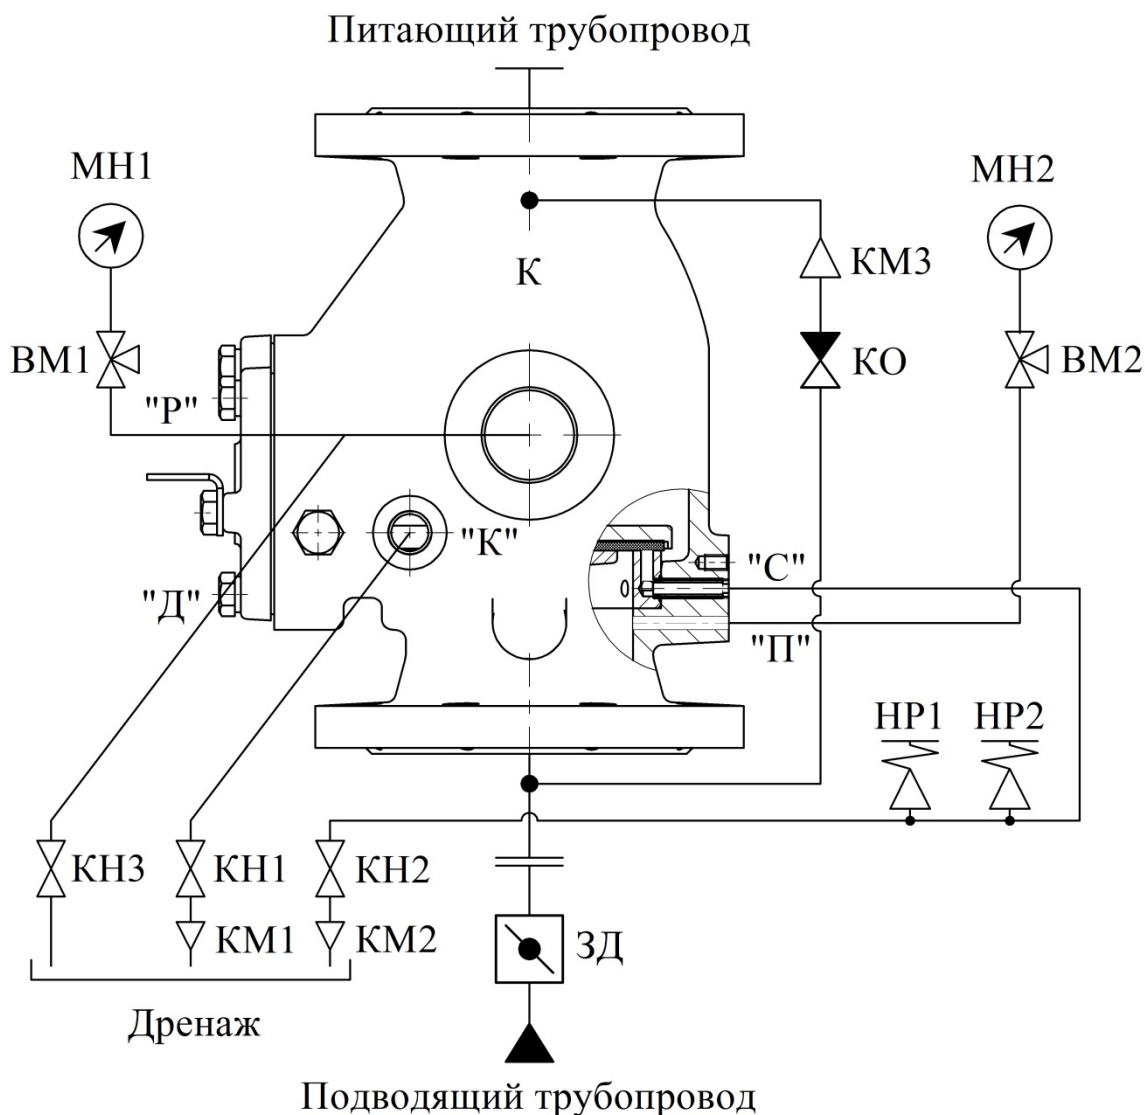 Питающий трубопровод
МН1
МН2
К
КМ3
ВМ1
КО
ВМ2
"Р"
"К"
"С"
"Д"
"П"
НР1
НР2
КН3
КН1
КН2
КМ1
КМ2
ЗД
Дренаж
Подводящий трубопровод